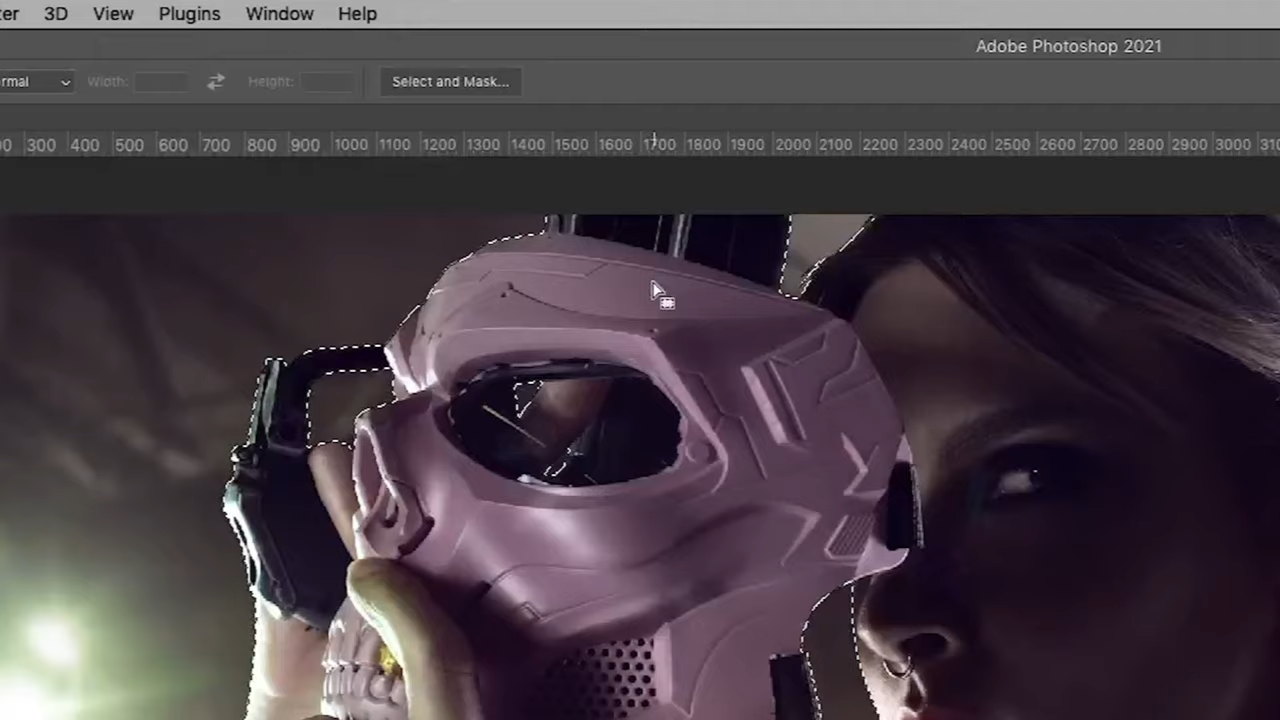 ter 3D View Plugins Window Help
Adobe Photoshop 2021
rmal Width: Height: Select and Mask...
00 300 400 500 600 700 800 900 1000 1100 1200 1300 1400 1500 1600 1700 1800 1900 2000 2100 2200 2300 2400 2500 2600 2700 2800 2900 3000 310